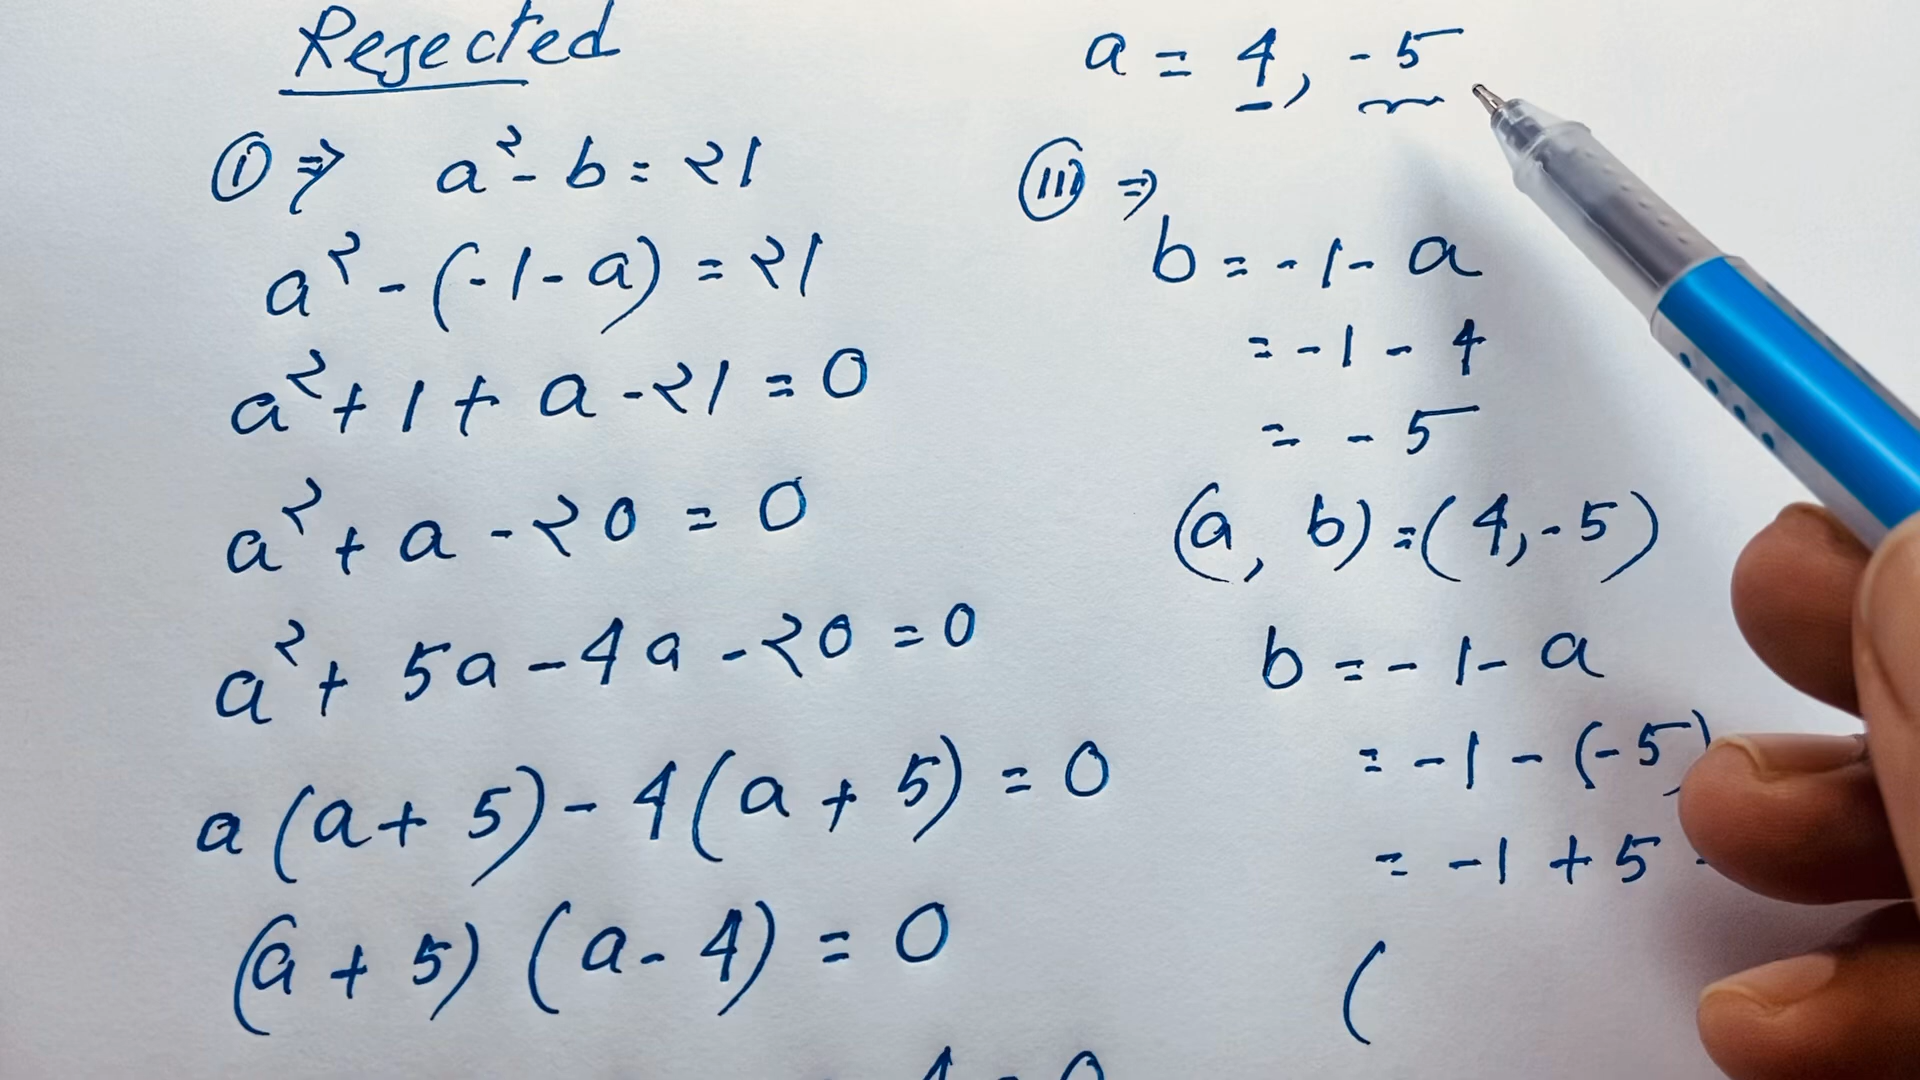 Rejected
① ⇒ a² - b = 21
a² - (-1 - a) = 21
a² + 1 + a - 21 = 0
a² + a - 20 = 0
a² + 5a - 4a - 20 = 0
a (a + 5) - 4 (a + 5) = 0
(a + 5) (a - 4) = 0
a = 4, -5
(III) ⇒
b = -1 - a
= -1 - 4
= -5
(a, b) = (4, -5)
b = -1 - a
= -1 - (-5)
= -1 + 5
(